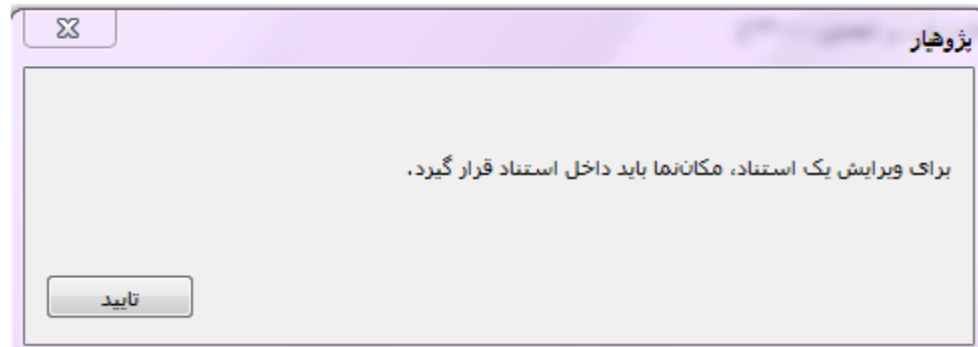 پژوهیار
برای ویرایش یک استناد، مکان‌نما باید داخل استناد قرار گیرد.
تایید